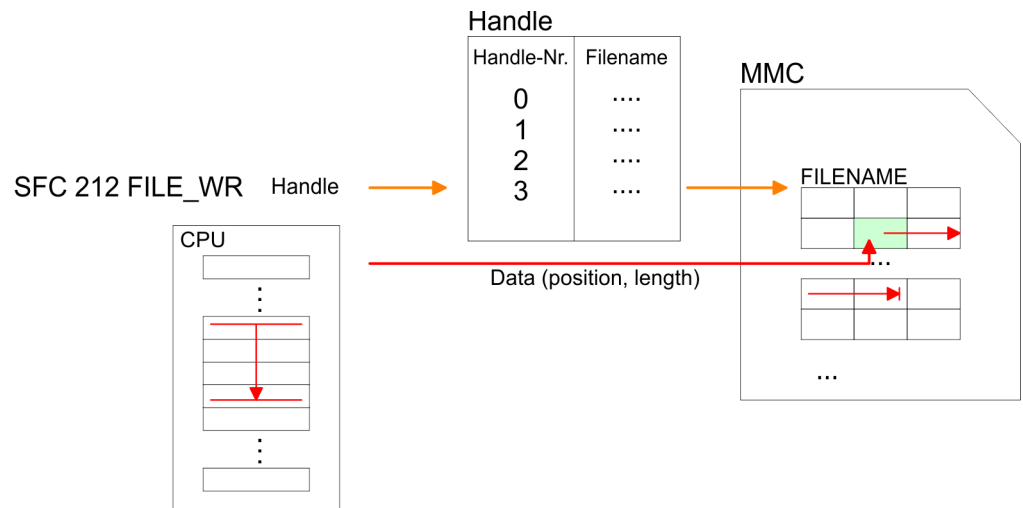 Handle
Handle-Nr. Filename
0 ....
1 ....
2 ....
3 ....
MMC
SFC 212 FILE_WR Handle
FILENAME
CPU
...
Data (position, length)
...